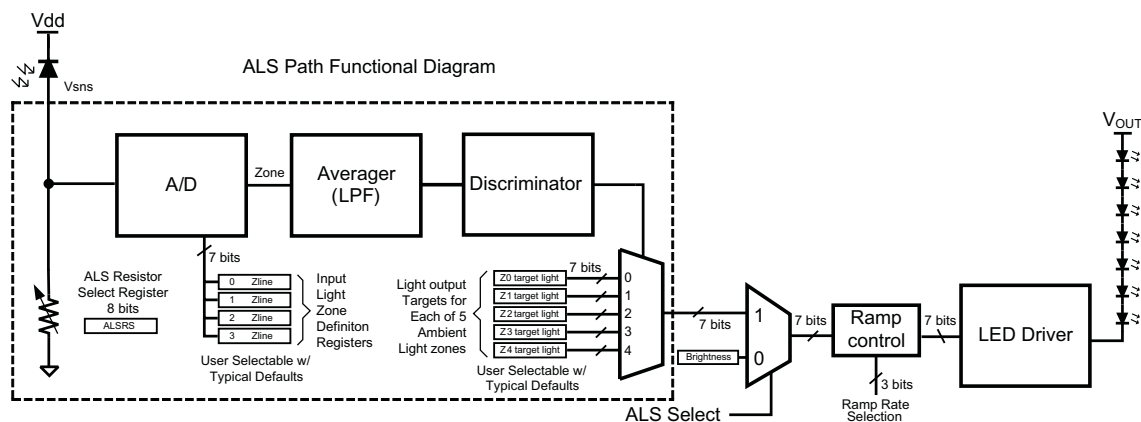 Vdd
Vsns
ALS Path Functional Diagram
A/D
Zone
Averager
(LPF)
Discriminator
7 bits
0 Zline
1 Zline
2 Zline
3 Zline
Input
Light
Zone
Definiton
Registers
User Selectable w/
Typical Defaults
ALS Resistor
Select Register
8 bits
ALSRS
Light output
Targets for
Each of 5
Ambient
Light zones
7 bits
Z0 target light
Z1 target light
Z2 target light
Z3 target light
Z4 target light
User Selectable w/
Typical Defaults
0
1
2
3
4
7 bits
Brightness
1
0
ALS Select
7 bits
Ramp
control
3 bits
Ramp Rate
Selection
7 bits
LED Driver
VOUT